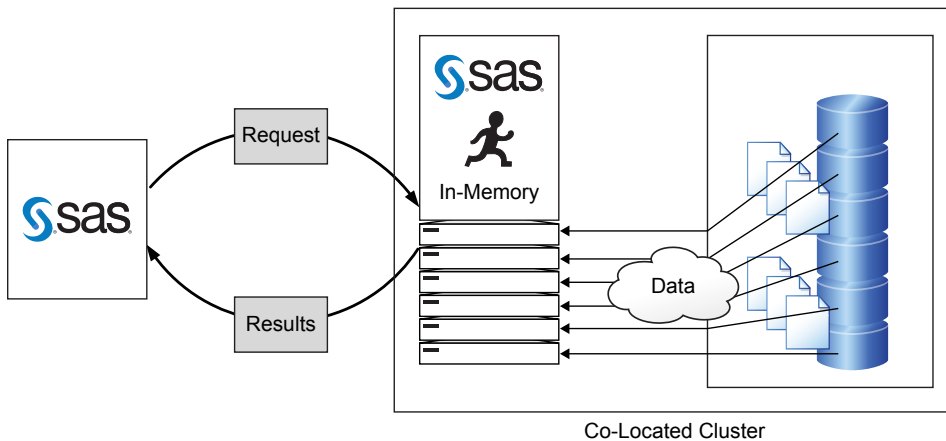 sas
Request
Results
sas
In-Memory
Data
Co-Located Cluster